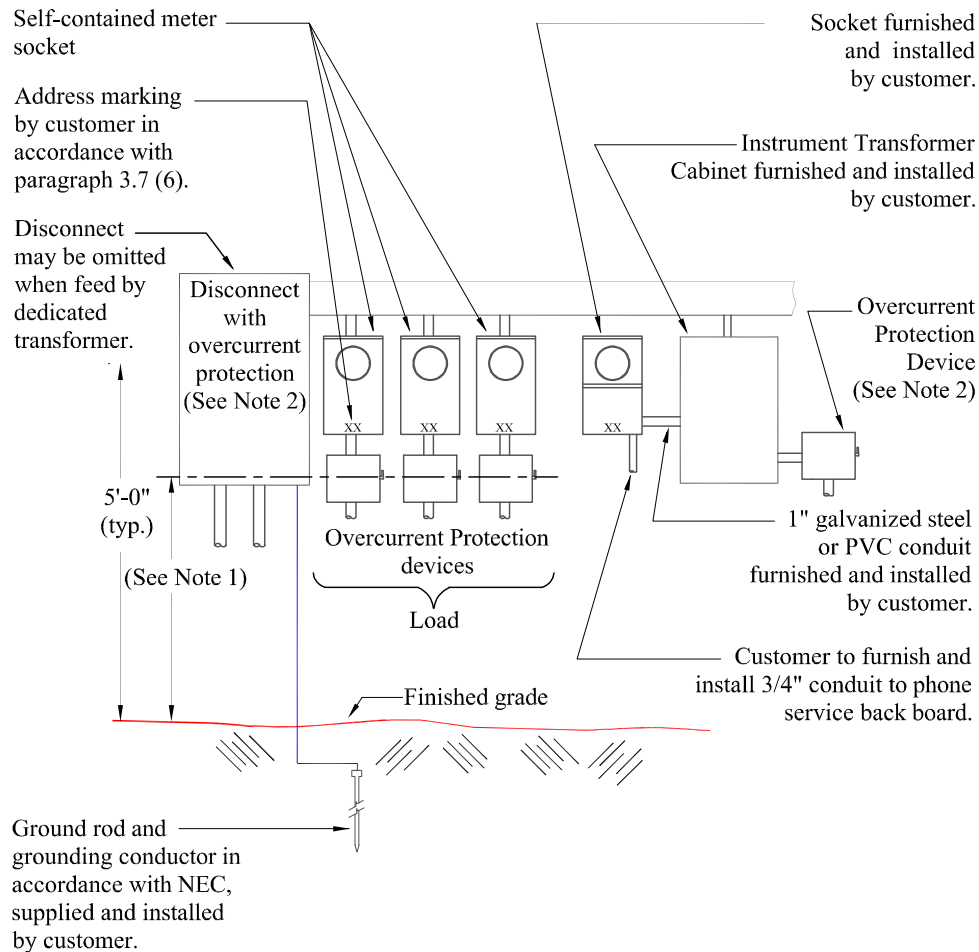 Self-contained meter
socket
Address marking
by customer in
accordance with
paragraph 3.7 (6).
Disconnect
may be omitted
when feed by
dedicated
transformer.
Socket furnished
and installed
by customer.
Instrument Transformer
Cabinet furnished and installed
by customer.
Disconnect
with
overcurrent
protection
(See Note 2)
XX
XX
XX
XX
Overcurrent
Protection
Device
(See Note 2)
5'-0"
(typ.)
(See Note 1)
Overcurrent Protection
devices
Load
1" galvanized steel
or PVC conduit
furnished and installed
by customer.
Customer to furnish and
install 3/4" conduit to phone
service back board.
Finished grade
Ground rod and
grounding conductor in
accordance with NEC,
supplied and installed
by customer.